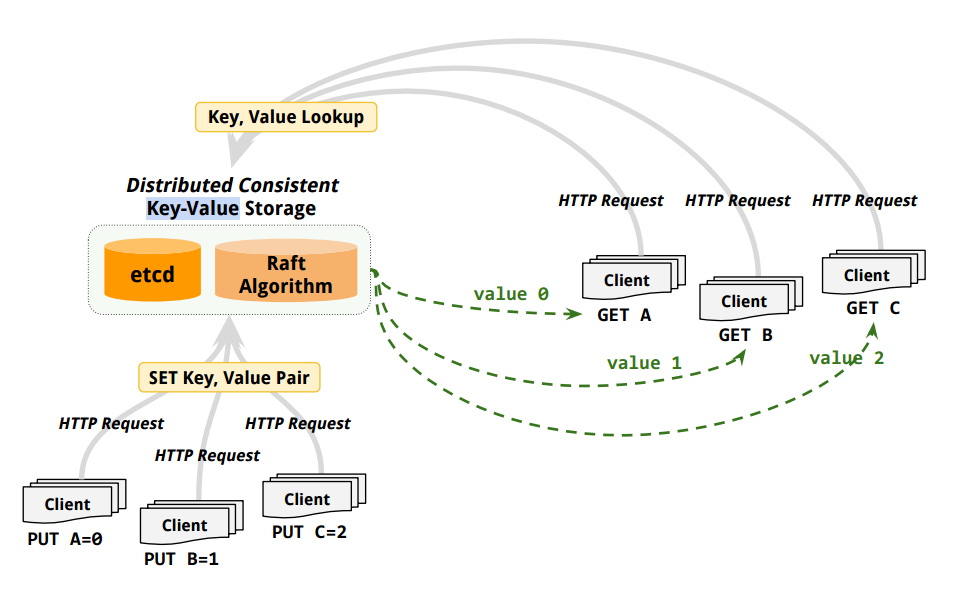 Key, Value Lookup
Distributed Consistent
Key-Value Storage
etcd
Raft
Algorithm
HTTP Request
HTTP Request
HTTP Request
Client
GET A
Client
GET B
Client
GET C
value 0
value 1
value 2
SET Key, Value Pair
HTTP Request
HTTP Request
HTTP Request
Client
PUT A=0
Client
PUT B=1
Client
PUT C=2